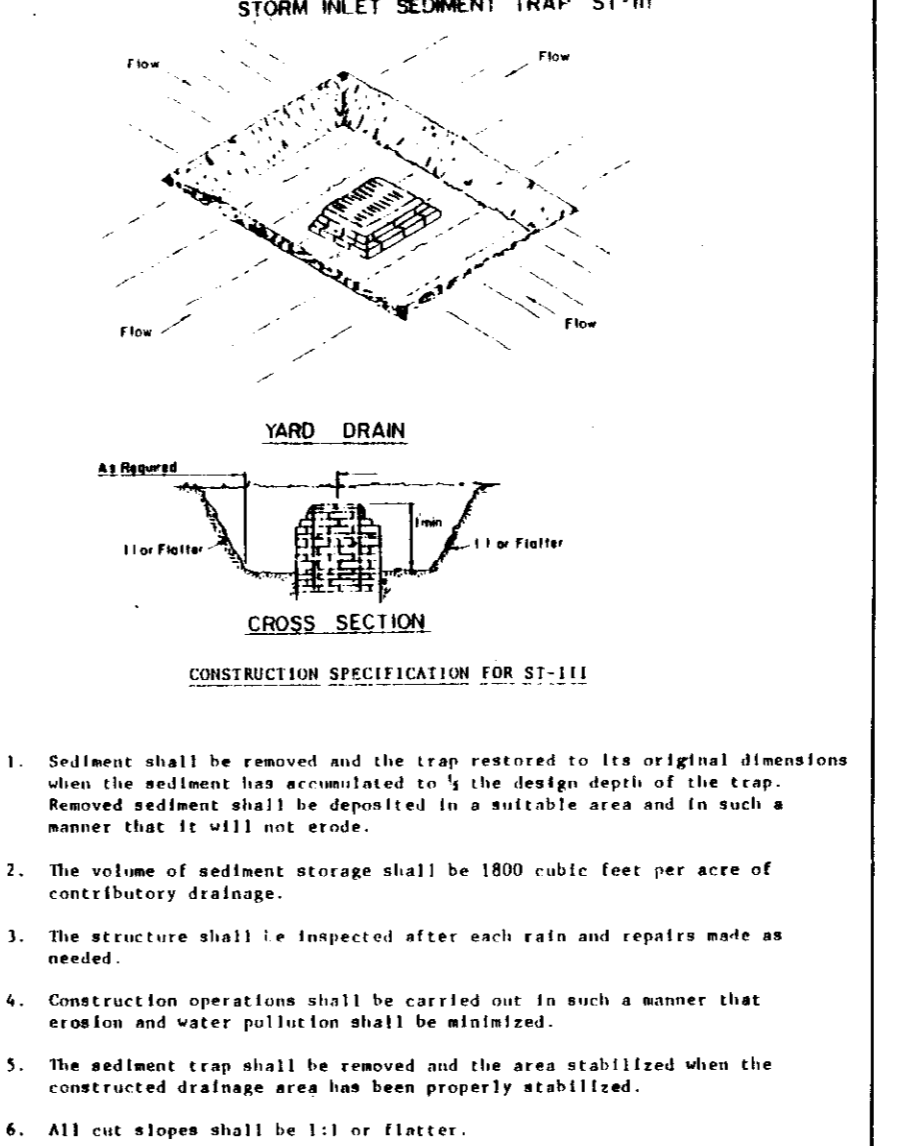 STORM INLET SEDIMENT TRAP ST-III
Flow
Flow
Flow
Flow
YARD DRAIN
As Required
1 min
1:1 or Flatter
1:1 or Flatter
CROSS SECTION
CONSTRUCTION SPECIFICATION FOR ST-III
1. Sediment shall be removed and the trap restored to its original dimensions
when the sediment has accumulated to the design depth of the trap.
Removed sediment shall be deposited in a suitable area and in such a
manner that it will not erode.
2. The volume of sediment storage shall be 1800 cubic feet per acre of
contributory drainage.
3. The structure shall be inspected after each rain and repairs made as
needed.
4. Construction operations shall be carried out in such a manner that
erosion and water pollution shall be minimized.
5. The sediment trap shall be removed and the area stabilized when the
constructed drainage area has been properly stabilized.
6. All cut slopes shall be 1:1 or flatter.